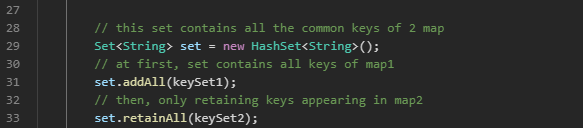 27
28 // this set contains all the common keys of 2 map
29 Set<String> set = new HashSet<String>();
30 // at first, set contains all keys of map1
31 set.addAll(keySet1);
32 // then, only retaining keys appearing in map2
33 set.retainAll(keySet2);